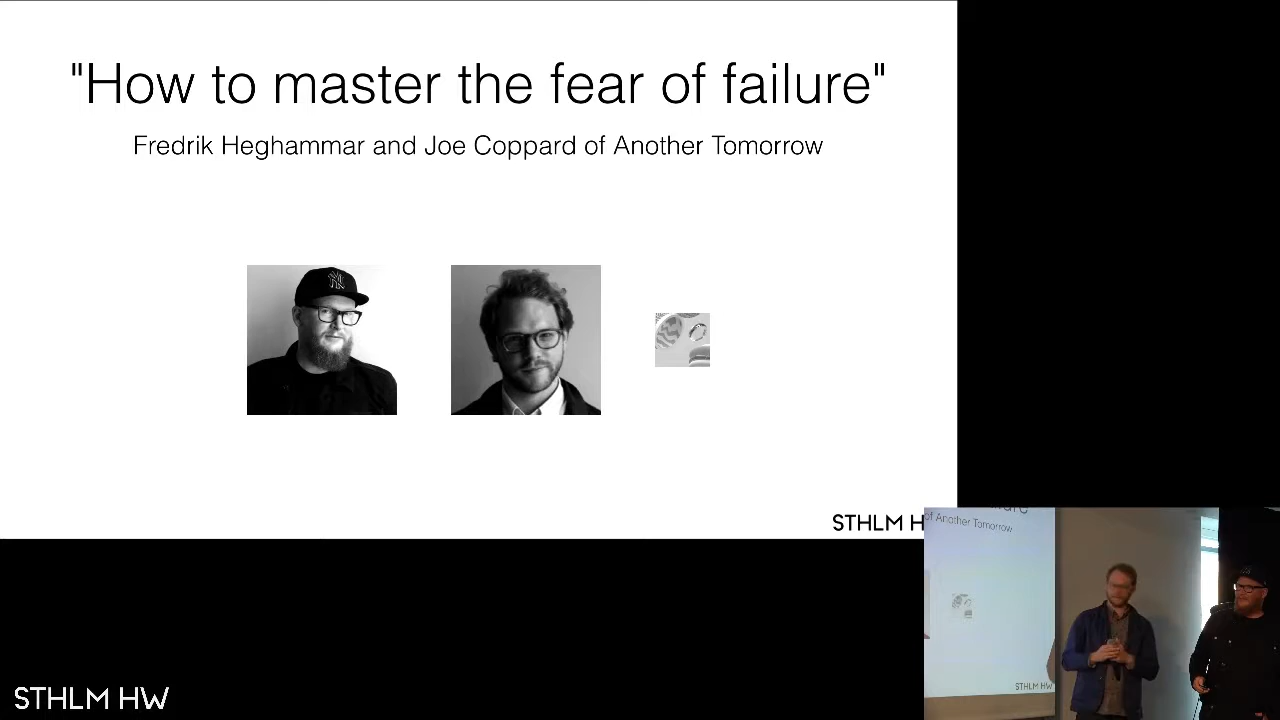 "How to master the fear of failure"
Fredrik Heghammar and Joe Coppard of Another Tomorrow
NY
STHLM H
of Another Tomorrow
STHLM HW
STHLM HW